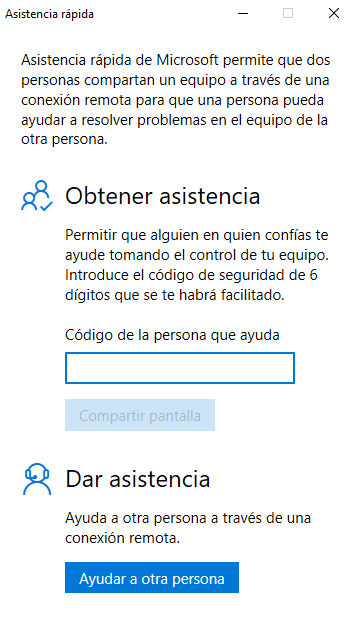 Asistencia rápida
Asistencia rápida de Microsoft permite que dos
personas compartan un equipo a través de una
conexión remota para que una persona pueda
ayudar a resolver problemas en el equipo de la
otra persona.
Obtener asistencia
Permitir que alguien en quien confías te
ayude tomando el control de tu equipo.
Introduce el código de seguridad de 6
dígitos que se te habrá facilitado.
Código de la persona que ayuda
Compartir pantalla
Dar asistencia
Ayuda a otra persona a través de una
conexión remota.
Ayudar a otra persona